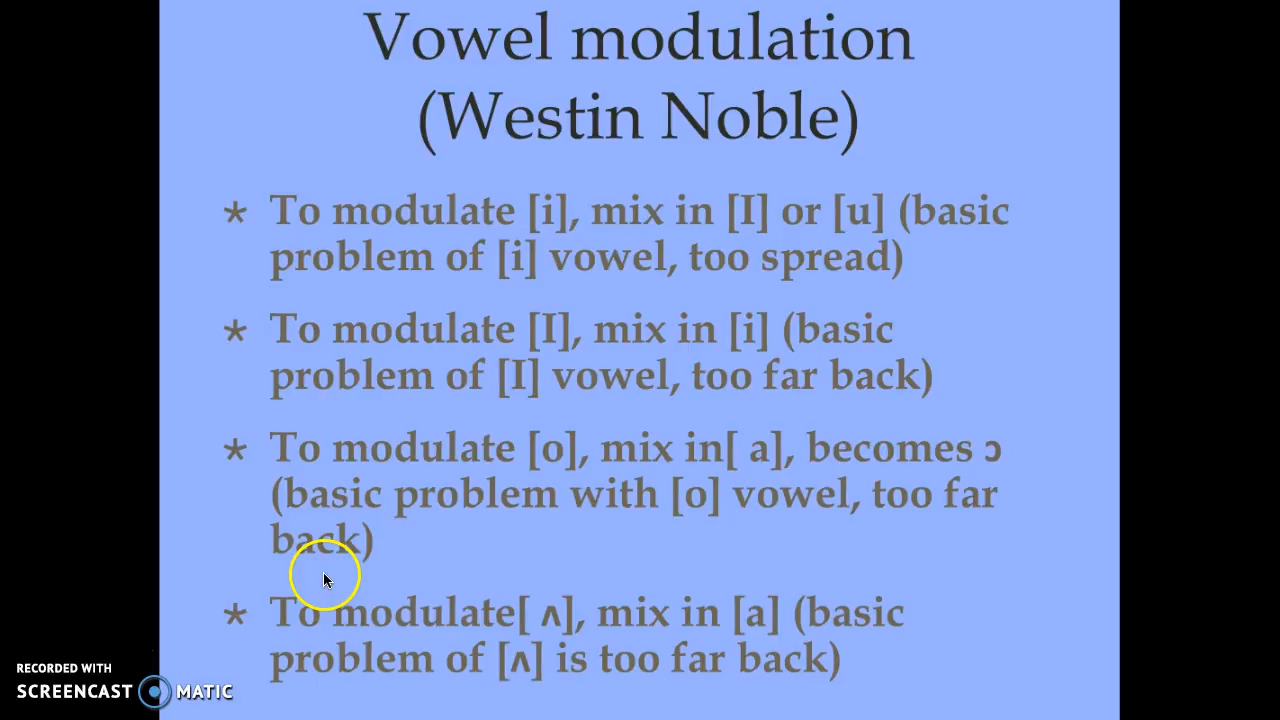 Vowel modulation
(Westin Noble)
* To modulate [i], mix in [I] or [u] (basic
problem of [i] vowel, too spread)
* To modulate [I], mix in [i] (basic
problem of [I] vowel, too far back)
* To modulate [o], mix in[ a], becomes ɔ
(basic problem with [o] vowel, too far
back)
* To modulate[ ʌ], mix in [a] (basic
problem of [ʌ] is too far back)
RECORDED WITH
SCREENCAST MATIC